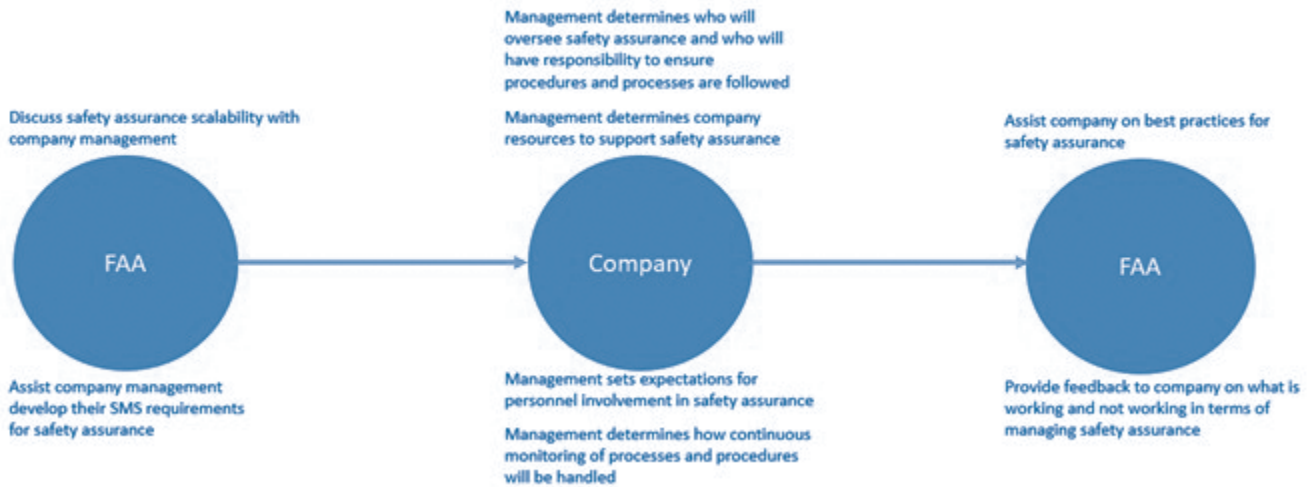 Discuss safety assurance scalability with
company management
FAA
Assist company management
develop their SMS requirements
for safety assurance
Management determines who will
oversee safety assurance and who will
have responsibility to ensure
procedures and processes are followed
Management determines company
resources to support safety assurance
Company
Management sets expectations for
personnel involvement in safety assurance
Management determines how continuous
monitoring of processes and procedures
will be handled
Assist company on best practices for
safety assurance
FAA
Provide feedback to company on what is
working and not working in terms of
managing safety assurance